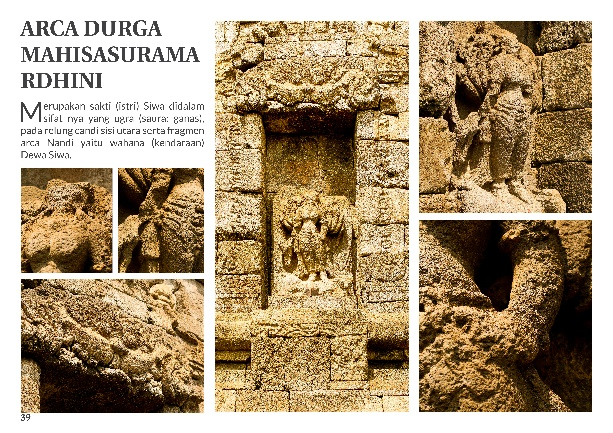 ARCA DURGA
MAHISASURAMA
RDHINI
Merupakan sakti (istri) Siwa didalam
sifat nya yang ugra (saura: ganas),
pada relung candi sisi utara serta fragmen
arca Nandi yaitu wahana (kendaraan)
Dewa Siwa.
39